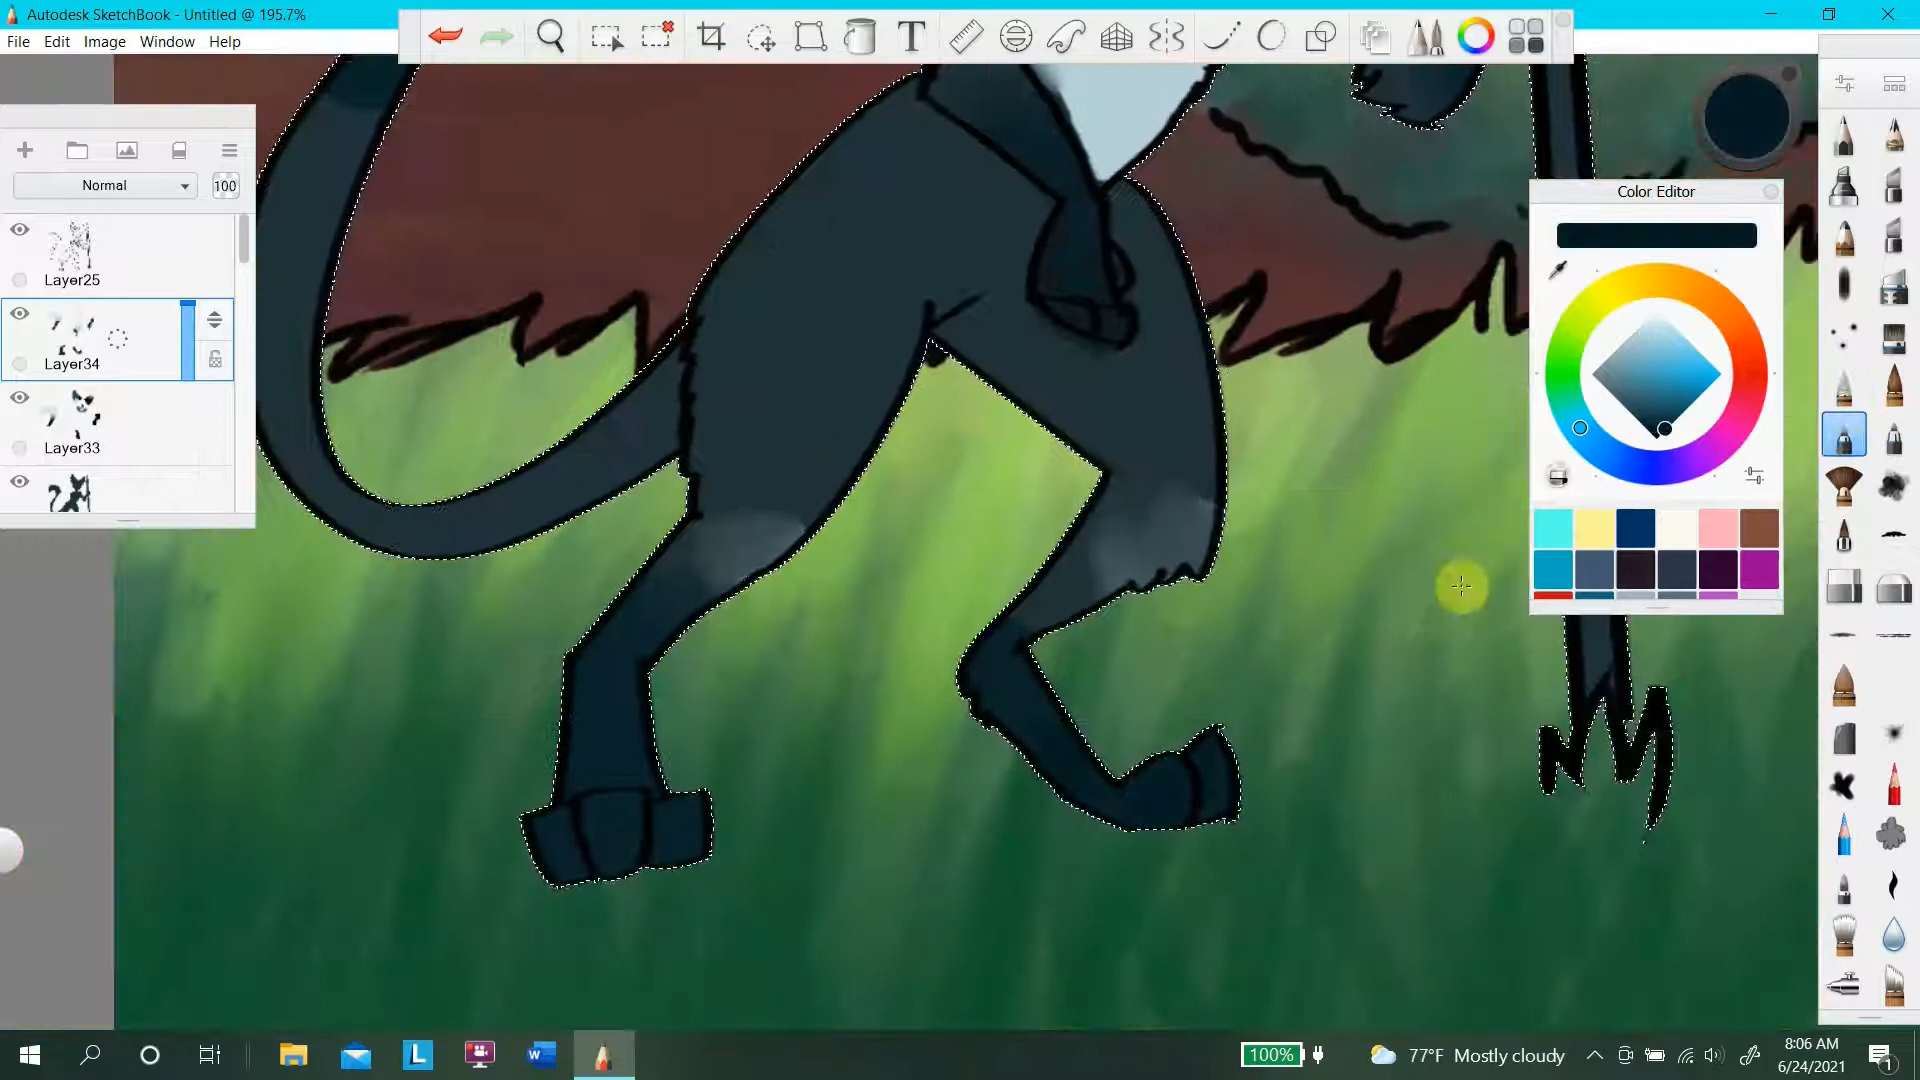 Autodesk SketchBook - Untitled @ 195.7%
File Edit Image Window Help
T
Normal 100
Layer25
Layer34
Layer33
Color Editor
L
W
100%
77°F Mostly cloudy
8:06 AM
6/24/2021
1